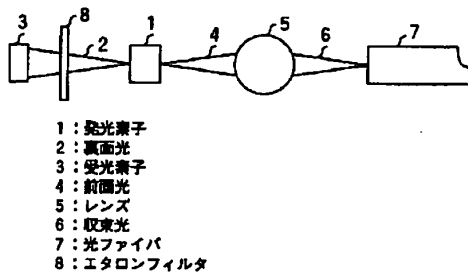 8
3
2
1
4
5
6
7
1:発光素子
2:裏面光
3:受光素子
4:前面光
5:レンズ
6:収束光
7:光ファイバ
8:エタロンフィルタ